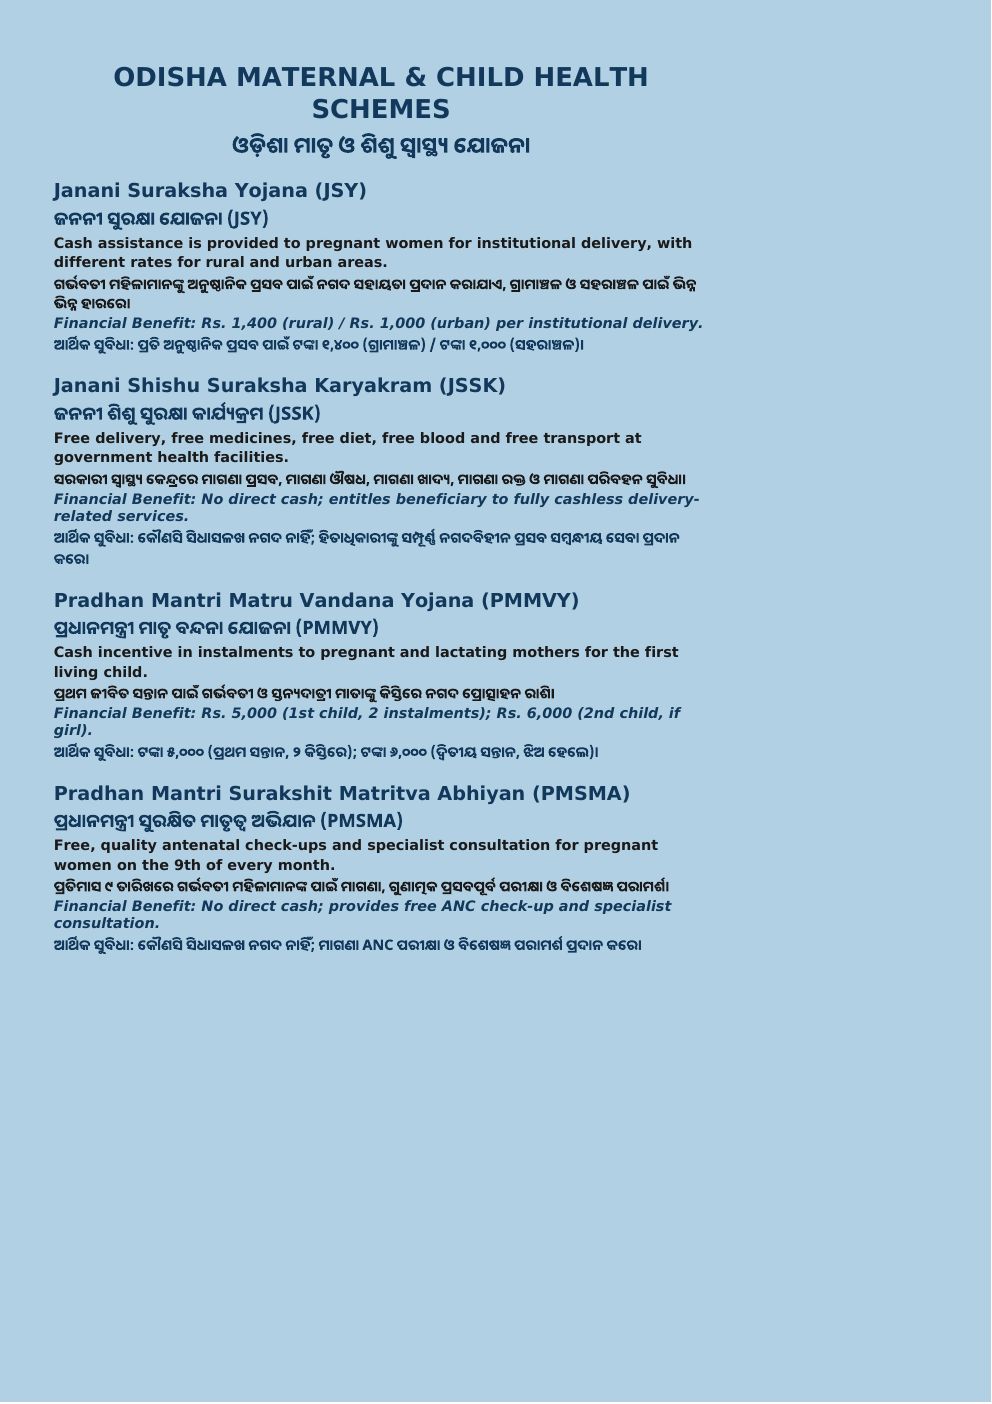 ODISHA MATERNAL & CHILD HEALTH
SCHEMES
ଓଡ଼ିଶା ମାତୃ ଓ ଶିଶୁ ସ୍ୱାସ୍ଥ୍ୟ ଯୋଜନା
Janani Suraksha Yojana (JSY)
ଜନନୀ ସୁରକ୍ଷା ଯୋଜନା (JSY)
Cash assistance is provided to pregnant women for institutional delivery, with
different rates for rural and urban areas.
ଗର୍ଭବତୀ ମହିଳାମାନଙ୍କୁ ଅନୁଷ୍ଠାନିକ ପ୍ରସବ ପାଇଁ ନଗଦ ସହାୟତା ପ୍ରଦାନ କରାଯାଏ, ଗ୍ରାମାଞ୍ଚଳ ଓ ସହରାଞ୍ଚଳ ପାଇଁ ଭିନ୍ନ
ଭିନ୍ନ ହାରରେ।
Financial Benefit: Rs. 1,400 (rural) / Rs. 1,000 (urban) per institutional delivery.
ଆର୍ଥିକ ସୁବିଧା: ପ୍ରତି ଅନୁଷ୍ଠାନିକ ପ୍ରସବ ପାଇଁ ଟଙ୍କା ୧,୪୦୦ (ଗ୍ରାମାଞ୍ଚଳ) / ଟଙ୍କା ୧,୦୦୦ (ସହରାଞ୍ଚଳ)।
Janani Shishu Suraksha Karyakram (JSSK)
ଜନନୀ ଶିଶୁ ସୁରକ୍ଷା କାର୍ଯ୍ୟକ୍ରମ (JSSK)
Free delivery, free medicines, free diet, free blood and free transport at
government health facilities.
ସରକାରୀ ସ୍ୱାସ୍ଥ୍ୟ କେନ୍ଦ୍ରରେ ମାଗଣା ପ୍ରସବ, ମାଗଣା ଔଷଧ, ମାଗଣା ଖାଦ୍ୟ, ମାଗଣା ରକ୍ତ ଓ ମାଗଣା ପରିବହନ ସୁବିଧା।
Financial Benefit: No direct cash; entitles beneficiary to fully cashless delivery-
related services.
ଆର୍ଥିକ ସୁବିଧା: କୌଣସି ସିଧାସଳଖ ନଗଦ ନାହିଁ; ହିତାଧିକାରୀଙ୍କୁ ସମ୍ପୂର୍ଣ୍ଣ ନଗଦବିହୀନ ପ୍ରସବ ସମ୍ବନ୍ଧୀୟ ସେବା ପ୍ରଦାନ
କରେ।
Pradhan Mantri Matru Vandana Yojana (PMMVY)
ପ୍ରଧାନମନ୍ତ୍ରୀ ମାତୃ ବନ୍ଦନା ଯୋଜନା (PMMVY)
Cash incentive in instalments to pregnant and lactating mothers for the first
living child.
ପ୍ରଥମ ଜୀବିତ ସନ୍ତାନ ପାଇଁ ଗର୍ଭବତୀ ଓ ସ୍ତନ୍ୟଦାତ୍ରୀ ମାତାଙ୍କୁ କିସ୍ତିରେ ନଗଦ ପ୍ରୋତ୍ସାହନ ରାଶି।
Financial Benefit: Rs. 5,000 (1st child, 2 instalments); Rs. 6,000 (2nd child, if
girl).
ଆର୍ଥିକ ସୁବିଧା: ଟଙ୍କା ୫,୦୦୦ (ପ୍ରଥମ ସନ୍ତାନ, ୨ କିସ୍ତିରେ); ଟଙ୍କା ୬,୦୦୦ (ଦ୍ୱିତୀୟ ସନ୍ତାନ, ଝିଅ ହେଲେ)।
Pradhan Mantri Surakshit Matritva Abhiyan (PMSMA)
ପ୍ରଧାନମନ୍ତ୍ରୀ ସୁରକ୍ଷିତ ମାତୃତ୍ୱ ଅଭିଯାନ (PMSMA)
Free, quality antenatal check-ups and specialist consultation for pregnant
women on the 9th of every month.
ପ୍ରତିମାସ ୯ ତାରିଖରେ ଗର୍ଭବତୀ ମହିଳାମାନଙ୍କ ପାଇଁ ମାଗଣା, ଗୁଣାତ୍ମକ ପ୍ରସବପୂର୍ବ ପରୀକ୍ଷା ଓ ବିଶେଷଜ୍ଞ ପରାମର୍ଶ।
Financial Benefit: No direct cash; provides free ANC check-up and specialist
consultation.
ଆର୍ଥିକ ସୁବିଧା: କୌଣସି ସିଧାସଳଖ ନଗଦ ନାହିଁ; ମାଗଣା ANC ପରୀକ୍ଷା ଓ ବିଶେଷଜ୍ଞ ପରାମର୍ଶ ପ୍ରଦାନ କରେ।